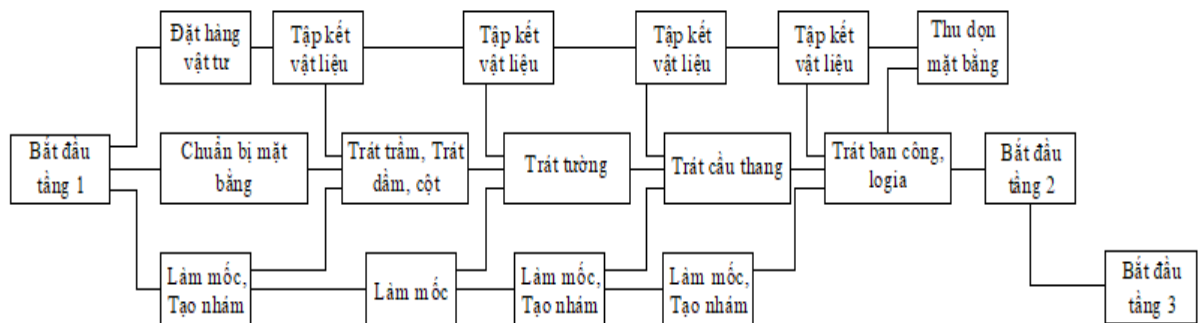 Đặt hàng
vật tư
Tập kết
vật liệu
Tập kết
vật liệu
Tập kết
vật liệu
Tập kết
vật liệu
Thu dọn
mặt bằng
Bắt đầu
tầng 1
Chuẩn bị mặt
bằng
Trát trầm, Trát
dầm, cột
Trát tường
Trát cầu thang
Trát ban công,
logia
Bắt đầu
tầng 2
Làm mốc,
Tạo nhám
Làm mốc
Làm mốc,
Tạo nhám
Làm mốc,
Tạo nhám
Bắt đầu
tầng 3